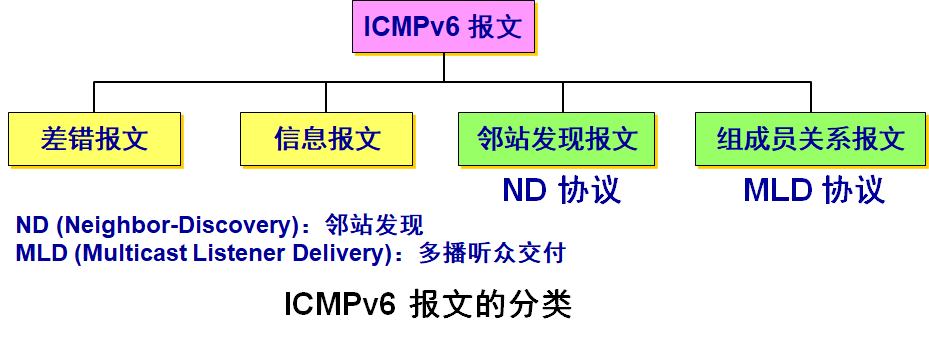 ICMPv6 报文
差错报文
信息报文
邻站发现报文
组成员关系报文
ND 协议
MLD 协议
ND (Neighbor-Discovery)：邻站发现
MLD (Multicast Listener Delivery)：多播听众交付
ICMPv6 报文的分类